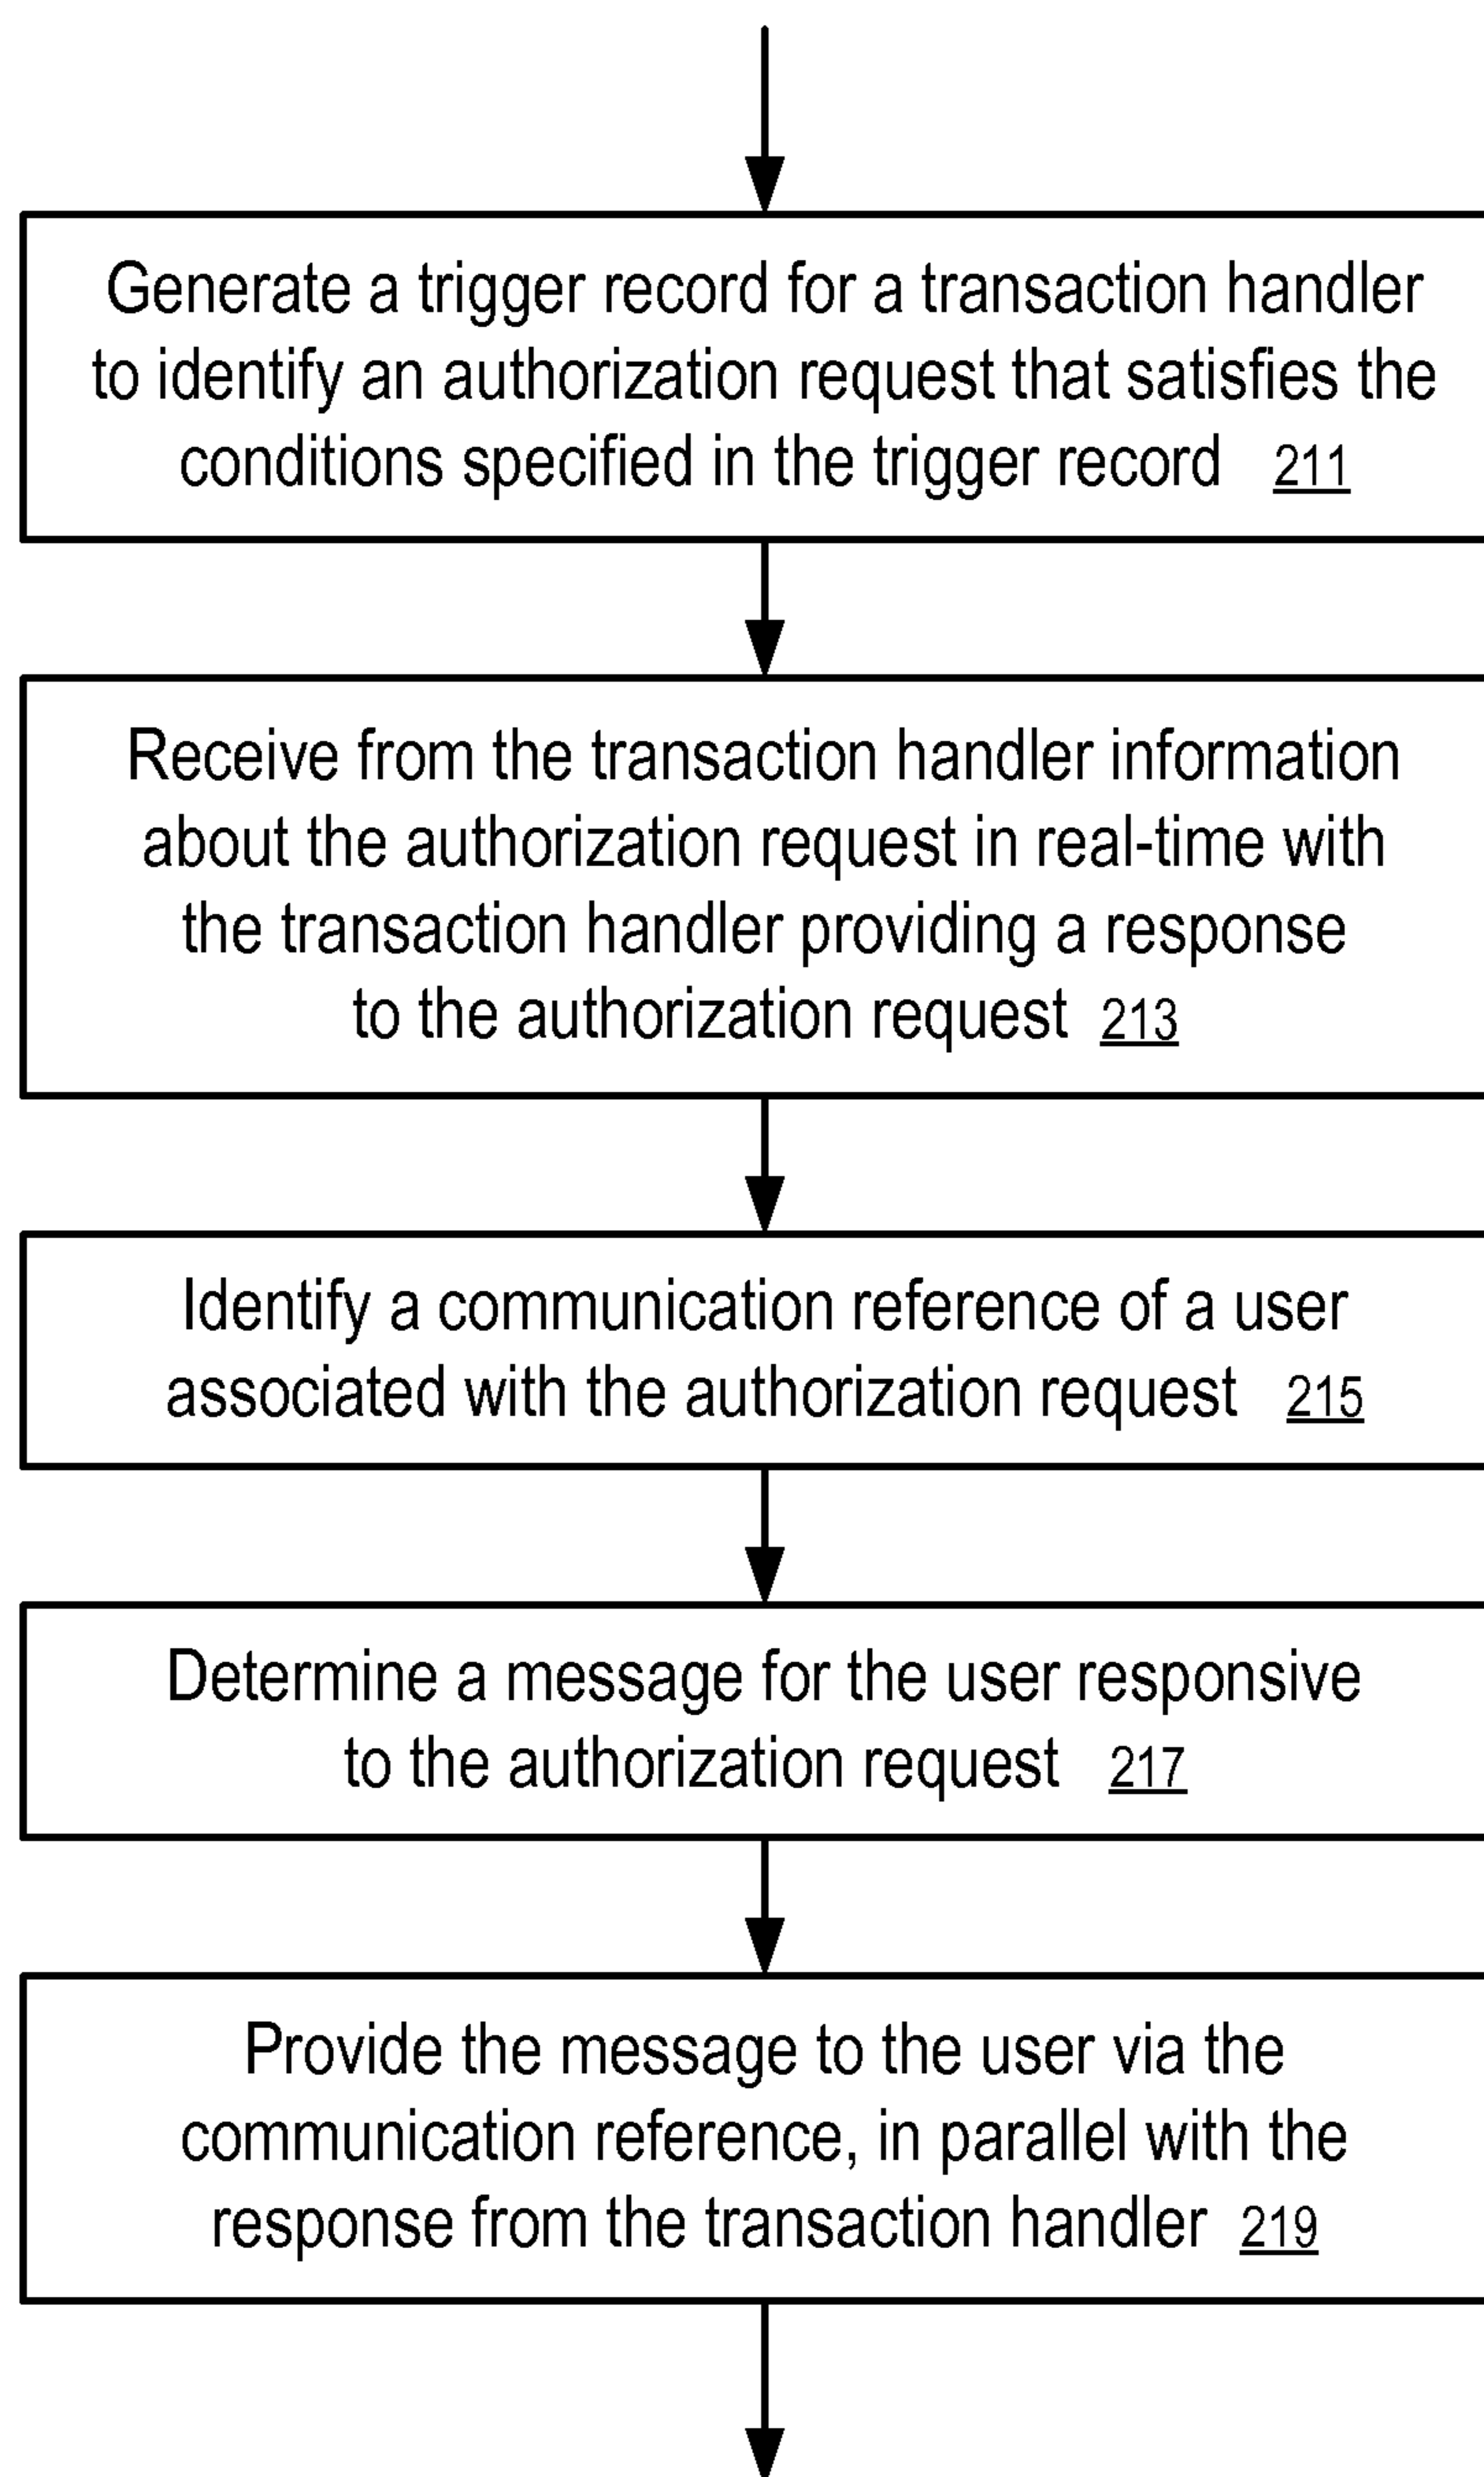 Generate a trigger record for a transaction handler
to identify an authorization request that satisfies the
conditions specified in the trigger record 211
Receive from the transaction handler information
about the authorization request in real-time with
the transaction handler providing a response
to the authorization request 213
Identify a communication reference of a user
associated with the authorization request 215
Determine a message for the user responsive
to the authorization request 217
Provide the message to the user via the
communication reference, in parallel with the
response from the transaction handler 219